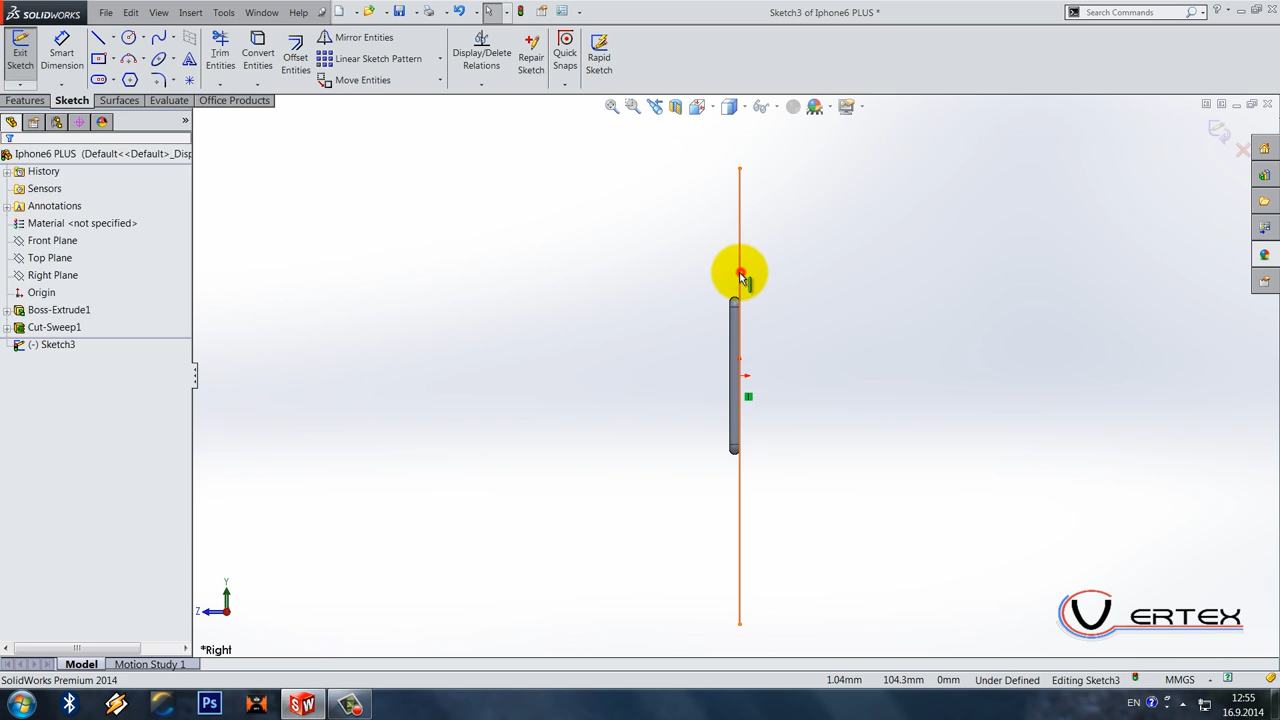 SOLIDWORKS File Edit View Insert Tools Window Help Sketch3 of Iphone6 PLUS * Search Commands
Exit Sketch
Smart Dimension
Trim Entities
Convert Entities
Offset Entities
Mirror Entities
Linear Sketch Pattern
Move Entities
Display/Delete Relations
Repair Sketch
Quick Snaps
Rapid Sketch
Features Sketch Surfaces Evaluate Office Products
Iphone6 PLUS (Default<<Default>_Disp
History
Sensors
Annotations
Material <not specified>
Front Plane
Top Plane
Right Plane
Origin
Boss-Extrude1
Cut-Sweep1
(-) Sketch3
Y
Z
*Right
VERTEX
Model Motion Study 1
SolidWorks Premium 2014 1.04mm 104.3mm 0mm Under Defined Editing Sketch3 MMGS
Ps SW EN 12:55
16.9.2014